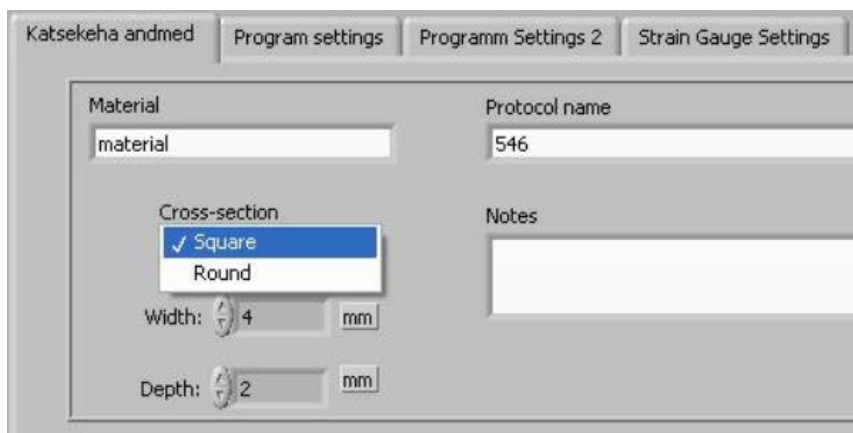 Katsekeha andmed Program settings Programm Settings 2 Strain Gauge Settings
Material
material
Protocol name
546
Cross-section
✓ Square
Round
Notes
Width: 4 mm
Depth: 2 mm